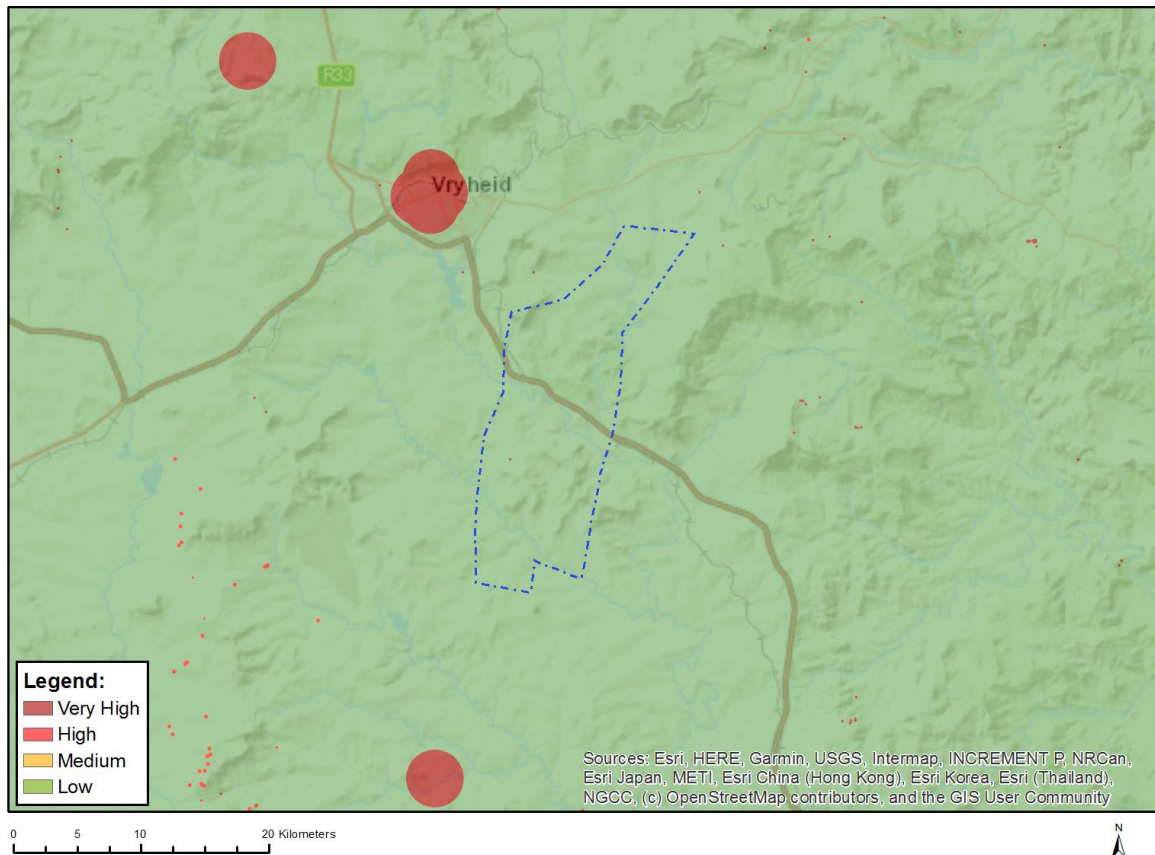 R33
Vryheid
Legend:
Very High
High
Medium
Low
Sources: Esri, HERE, Garmin, USGS, Intermap, INCREMENT P, NRCan,
Esri Japan, METI, Esri China (Hong Kong), Esri Korea, Esri (Thailand),
NGCC, (c) OpenStreetMap contributors, and the GIS User Community
0 5 10 20 Kilometers
N